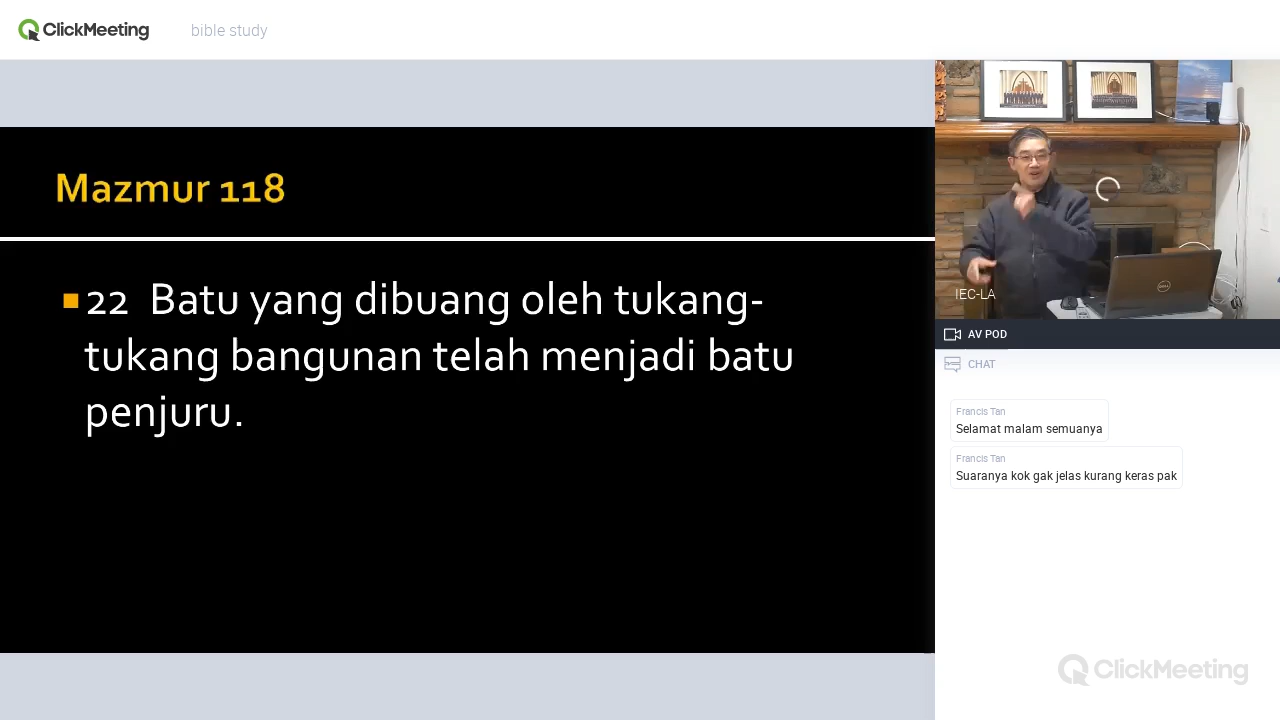 ClickMeeting
bible study
Mazmur 118
22 Batu yang dibuang oleh tukang-
tukang bangunan telah menjadi batu
penjuru.
IEC-LA
AV POD
CHAT
Francis Tan
Selamat malam semuanya
Francis Tan
Suaranya kok gak jelas kurang keras pak
ClickMeeting